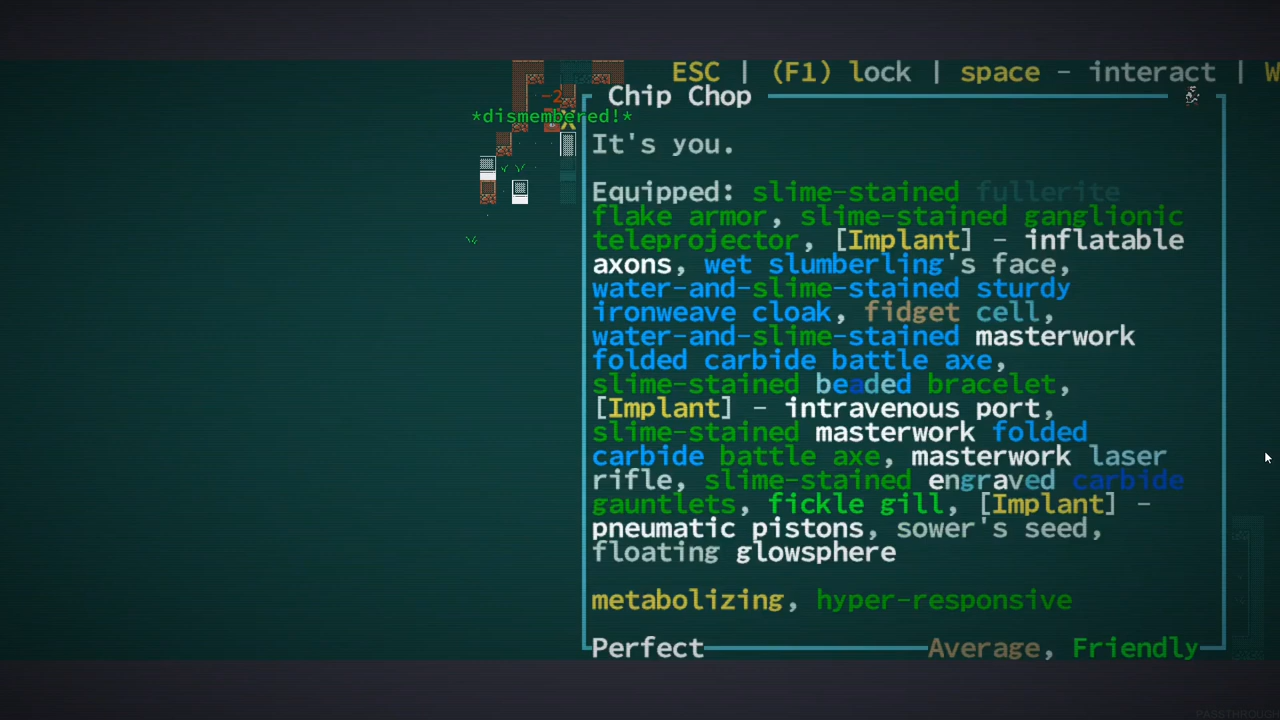 ESC | (F1) lock | space - interact |
Chip Chop
-2
*dismembered!*
It's you.
Equipped: slime-stained fullerite
flake armor, slime-stained ganglionic
teleprojector, [Implant] - inflatable
axons, wet slumberling's face,
water-and-slime-stained sturdy
ironweave cloak, fidget cell,
water-and-slime-stained masterwork
folded carbide battle axe,
slime-stained beaded bracelet,
[Implant] - intravenous port,
slime-stained masterwork folded
carbide battle axe, masterwork laser
rifle, slime-stained engraved carbide
gauntlets, fickle gill, [Implant] -
pneumatic pistons, sower's seed,
floating glowsphere
metabolizing, hyper-responsive
Perfect Average, Friendly